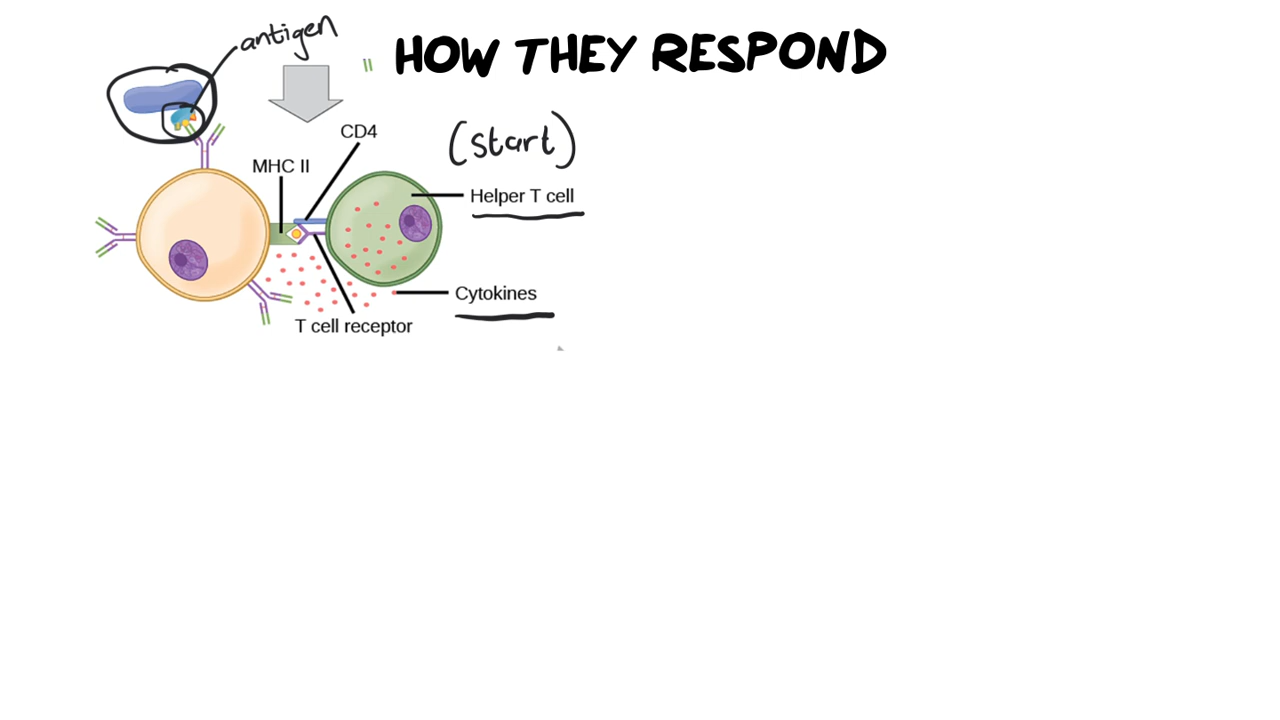 antigen
HOW THEY RESPOND
CD4
(start)
MHC II
Helper T cell
Cytokines
T cell receptor